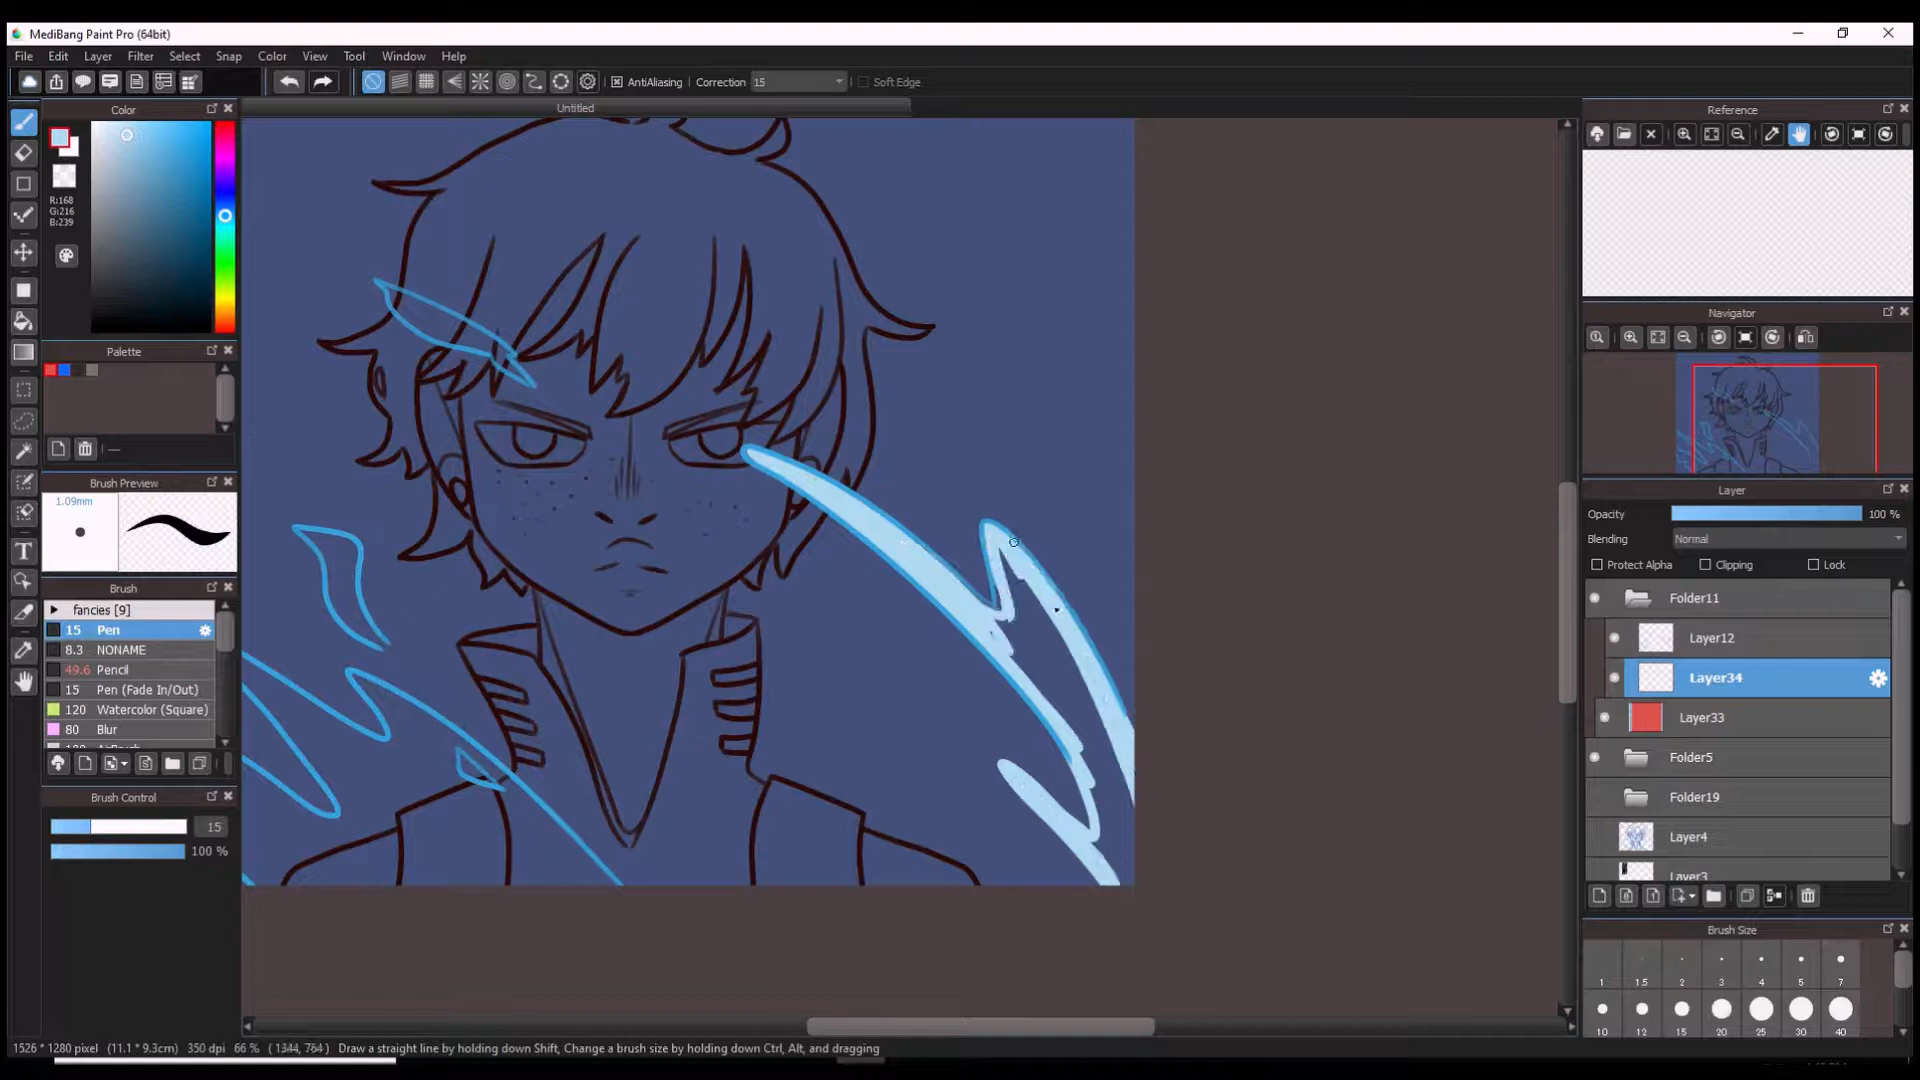 MediBang Paint Pro (64bit)
File Edit Layer Filter Select Snap Color View Tool Window Help
AntiAliasing Correction 15 Soft Edge
Color
Untitled
Reference
R:168
G:216
B:239
Navigator
Palette
Brush Preview
1.09mm
Layer
Opacity 100 %
Blending Normal
Protect Alpha Clipping Lock
Brush
fancies [9]
15 Pen
8.3 NONAME
49.6 Pencil
15 Pen (Fade In/Out)
120 Watercolor (Square)
80 Blur
Folder11
Layer12
Layer34
Layer33
Folder5
Folder19
Layer4
Layer3
Brush Control
15
100 %
Brush Size
1 1.5 2 3 4 5 7
10 12 15 20 25 30 40
1526 * 1280 pixel (11.1 * 9.3cm) 350 dpi 66 % ( 1344, 764 ) Draw a straight line by holding down Shift, Change a brush size by holding down Ctrl, Alt, and dragging